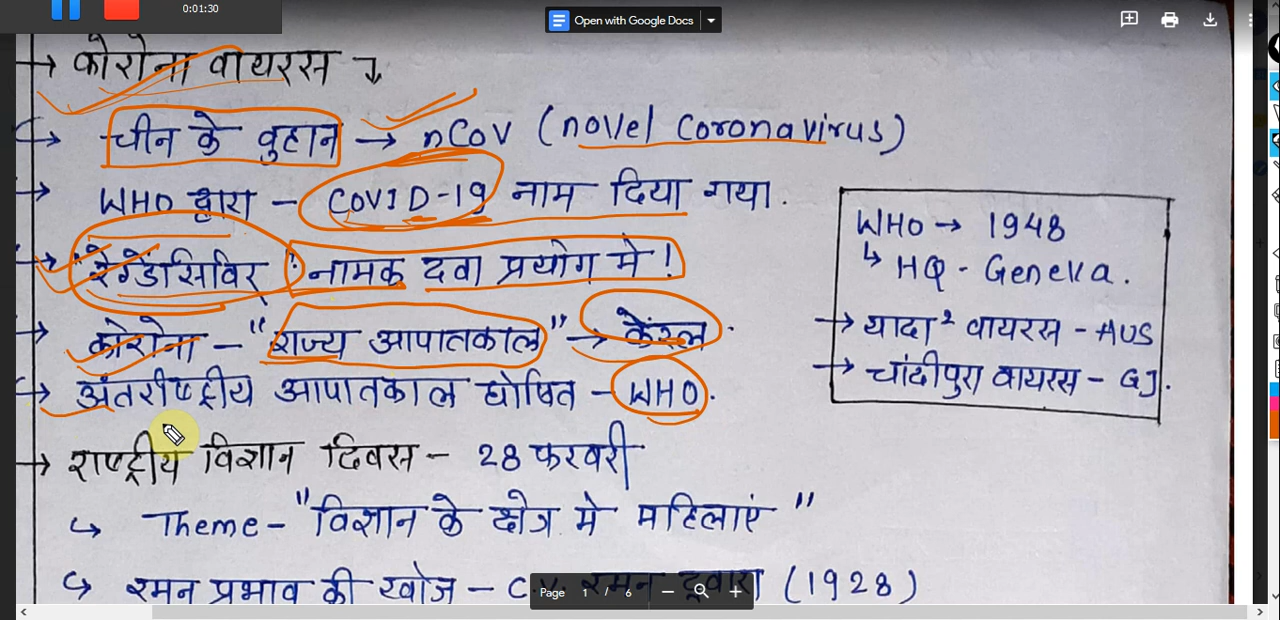 0:01:30
Open with Google Docs
→ कोरोना वायरस ↴
↪ चीन के वुहान → nCoV (novel Coronavirus)
→ WHO द्वारा - COVID-19 नाम दिया गया.
→ 'रेग्डेंसिविर्' नामक दवा प्रयोग मे!
→ कोरोना - "राज्य आपातकाल" → केरल.
↪ अंतर्राष्ट्रीय आपातकाल घोषित - WHO.
→ राष्ट्रीय विज्ञान दिवस - 28 फरवरी
↪ Theme - "विज्ञान के क्षेत्र मे महिलाएं"
↪ रमन प्रभाव की खोज - C.V. रमन द्वारा (1928)
WHO → 1948
↳ HQ - Geneva.
→ वायरस - AUS
→ चांदीपुरा वायरस - GJ.
Page 1 / 6